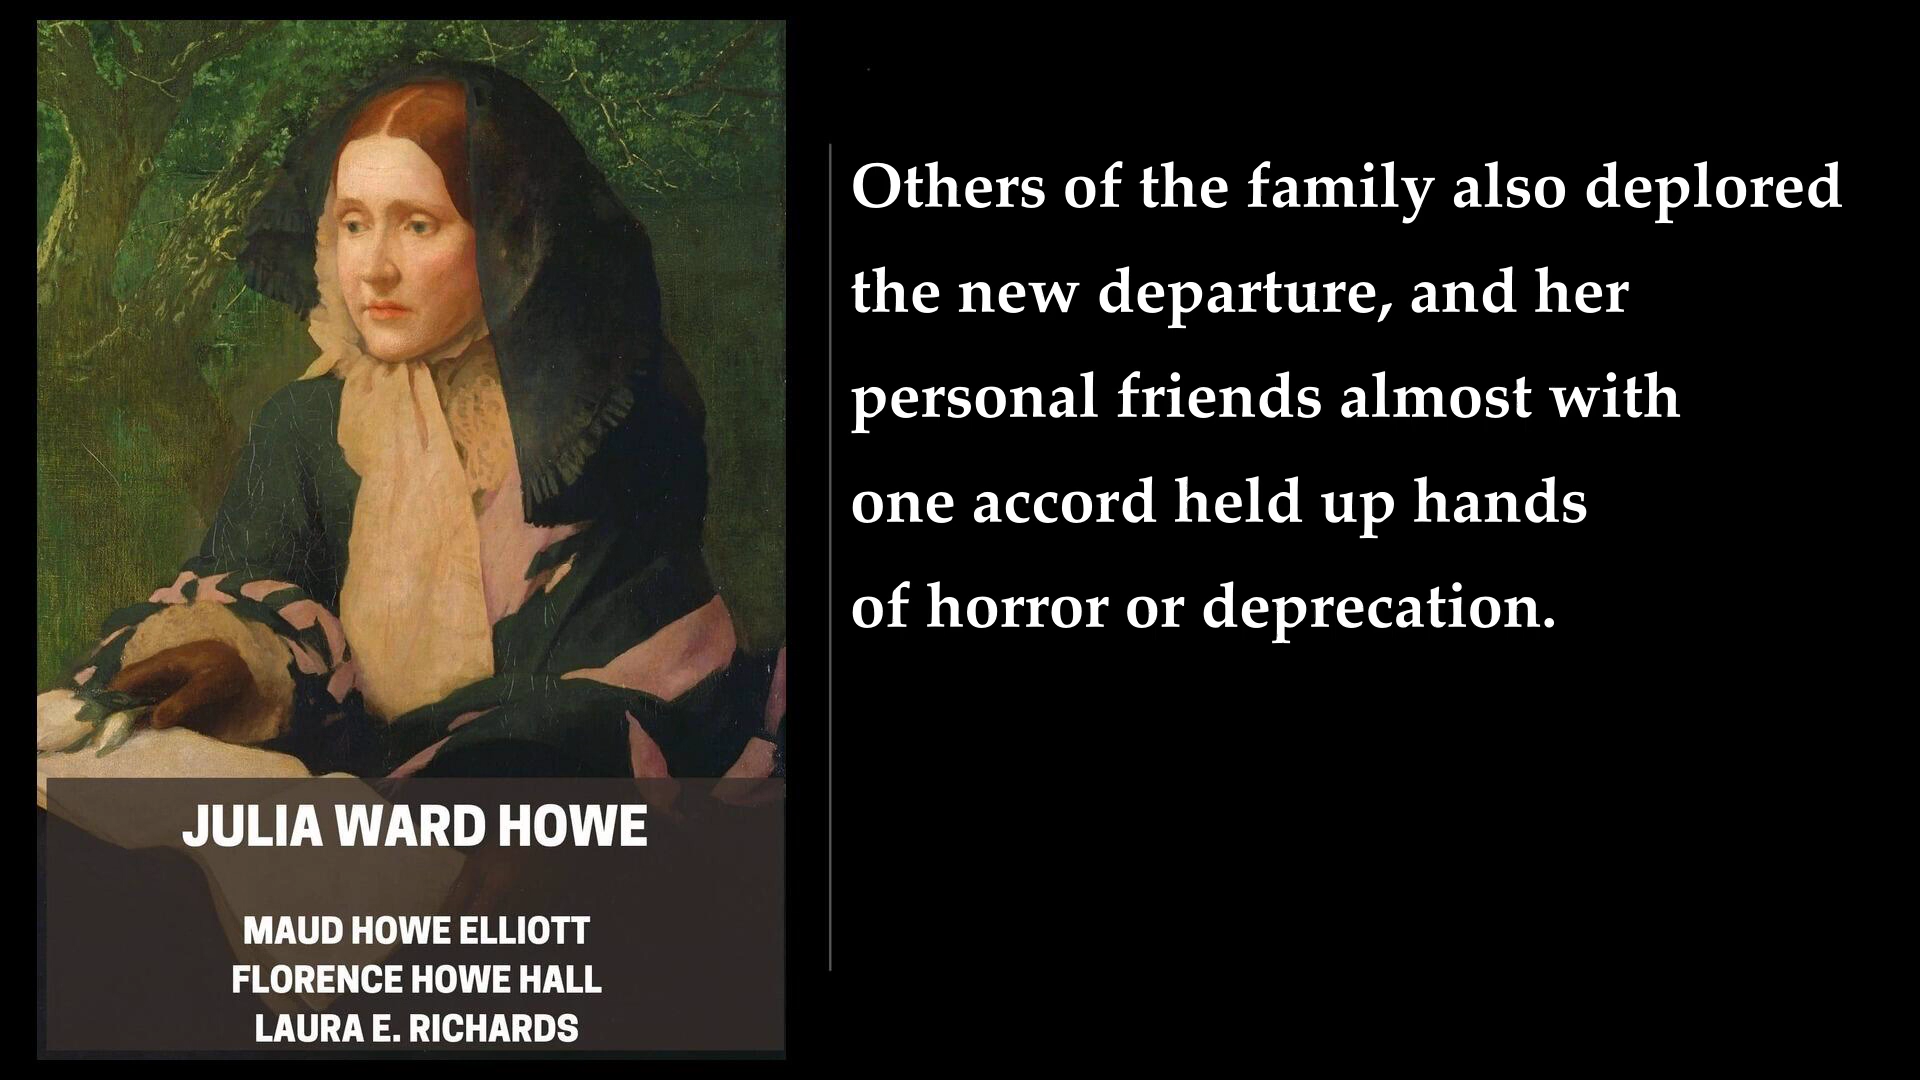 JULIA WARD HOWE
MAUD HOWE ELLIOTT
FLORENCE HOWE HALL
LAURA E. RICHARDS
Others of the family also deplored
the new departure, and her
personal friends almost with
one accord held up hands
of horror or deprecation.